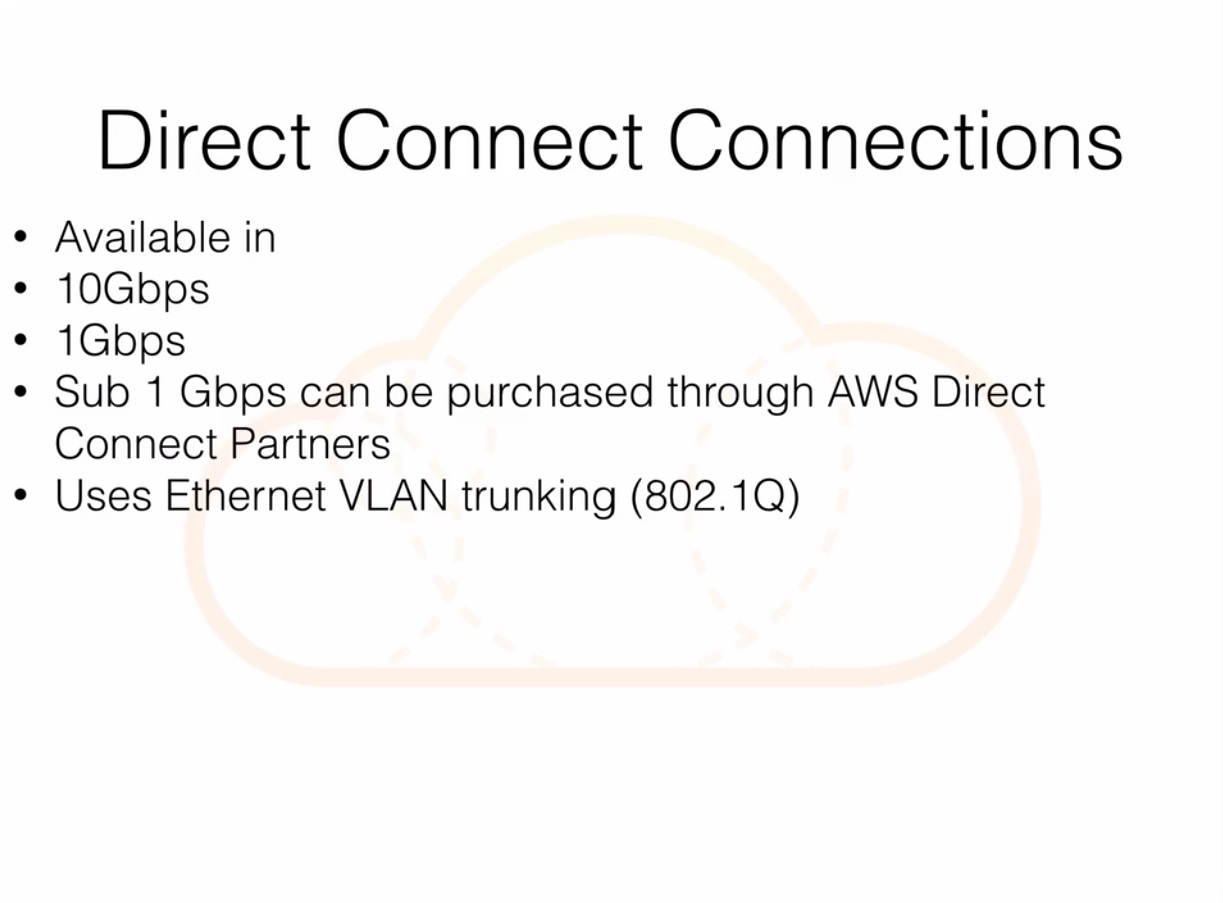 Direct Connect Connections
• Available in
• 10Gbps
• 1Gbps
• Sub 1 Gbps can be purchased through AWS Direct
Connect Partners
• Uses Ethernet VLAN trunking (802.1Q)